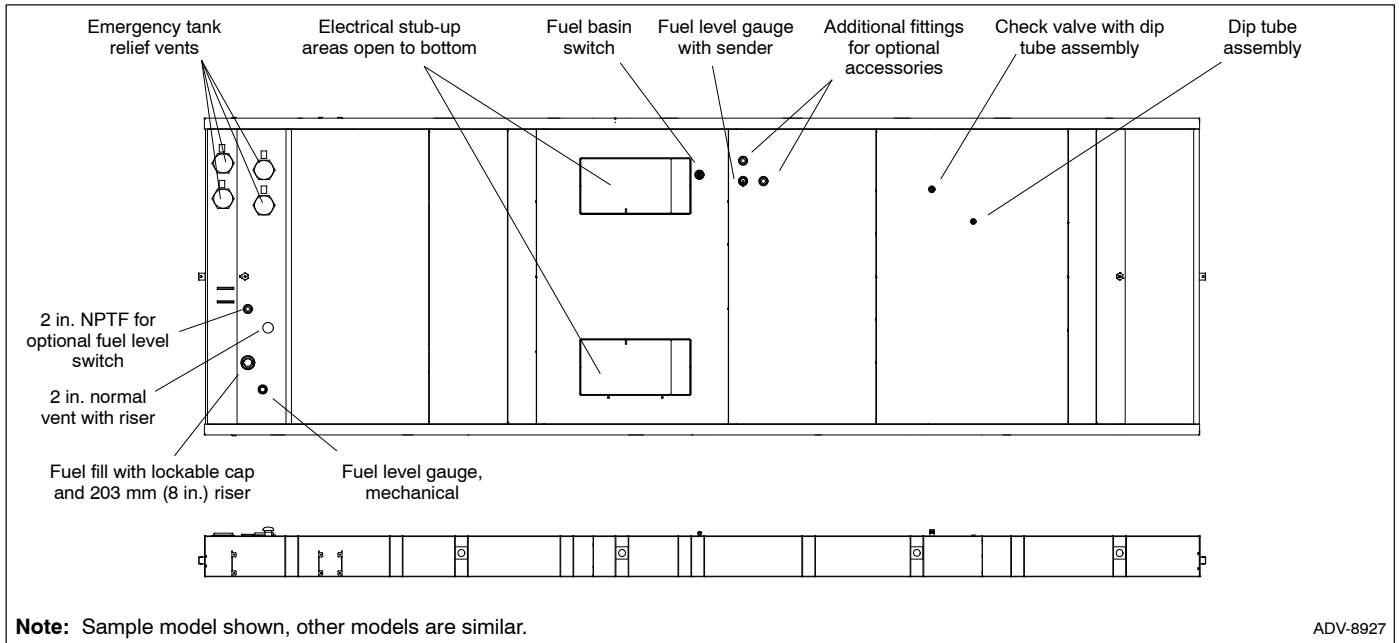 Emergency tank
relief vents
Electrical stub-up
areas open to bottom
Fuel basin
switch
Fuel level gauge
with sender
Additional fittings
for optional
accessories
Check valve with dip
tube assembly
Dip tube
assembly
2 in. NPTF for
optional fuel level
switch
2 in. normal
vent with riser
Fuel fill with lockable cap
and 203 mm (8 in.) riser
Fuel level gauge,
mechanical
Note: Sample model shown, other models are similar.
ADV-8927